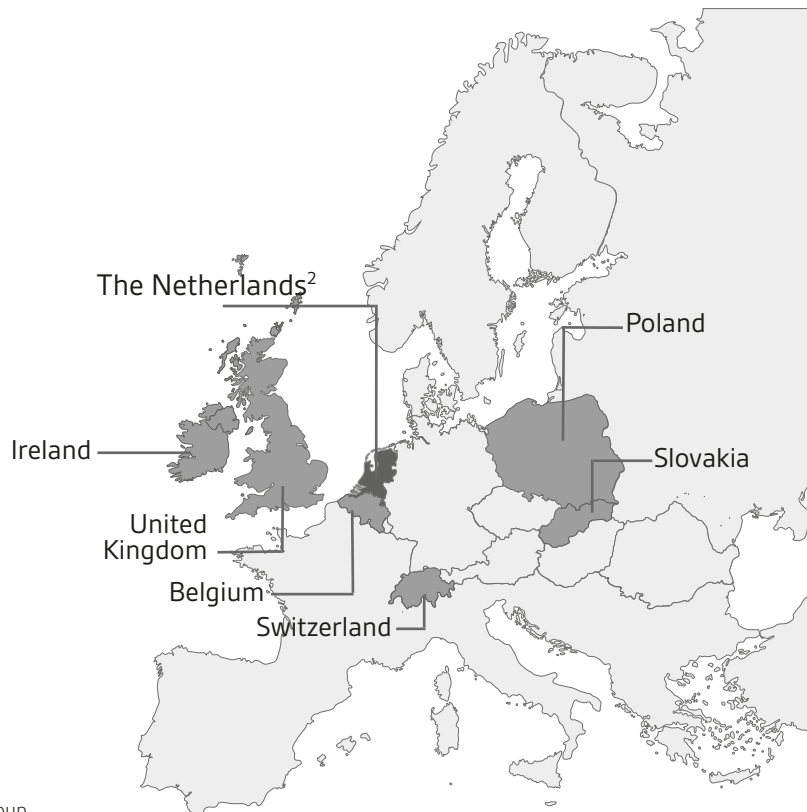 The Netherlands²
Poland
Ireland
Slovakia
United
Kingdom
Belgium
Switzerland